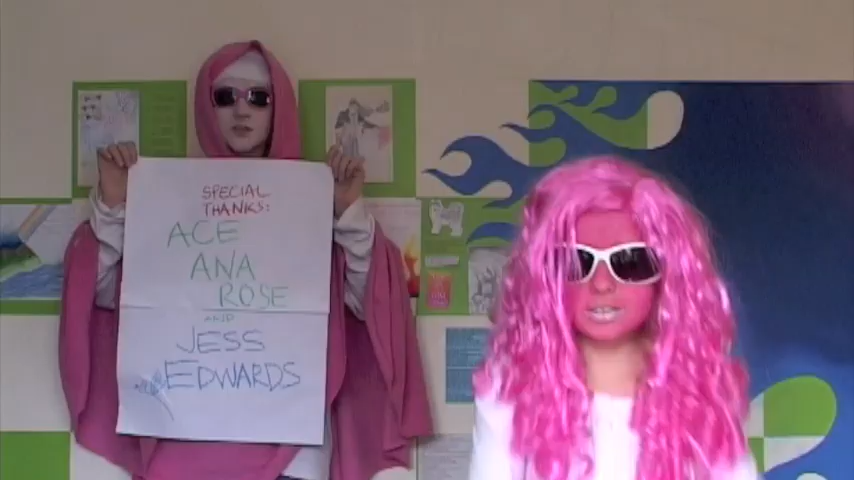 SPECIAL
THANKS:
ACE
ANA
ROSE
AND
JESS
EDWARDS